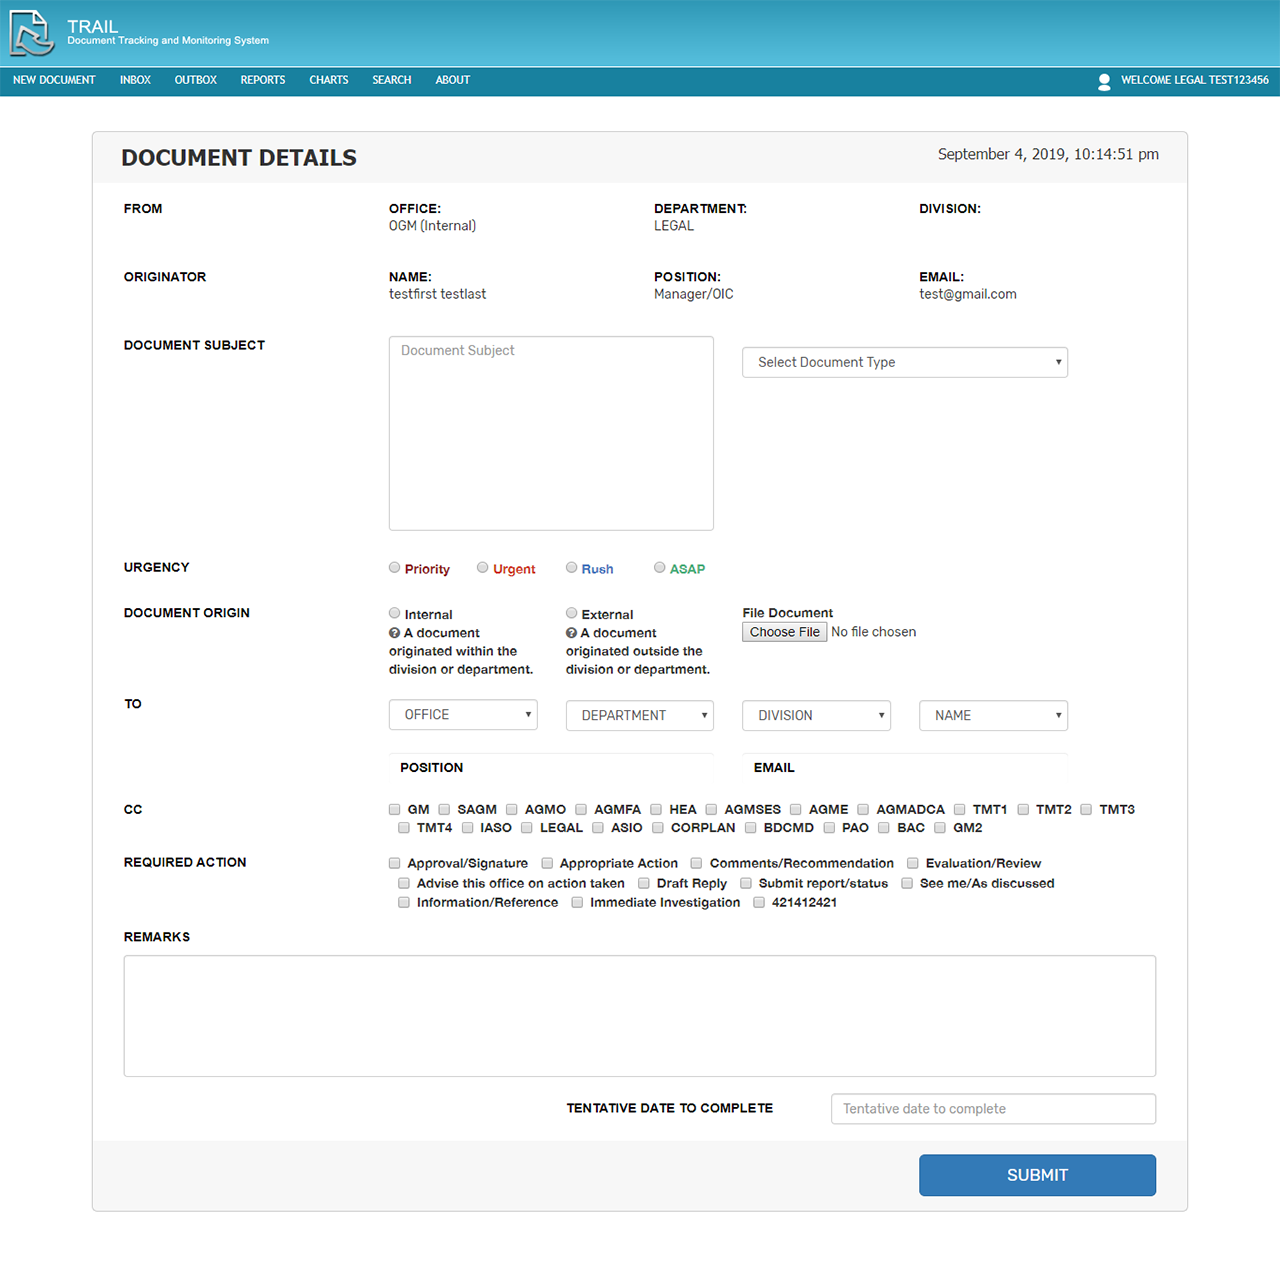 TRAIL
Document Tracking and Monitoring System
NEW DOCUMENT INBOX OUTBOX REPORTS CHARTS SEARCH ABOUT WELCOME LEGAL TEST123456
DOCUMENT DETAILS September 4, 2019, 10:14:51 pm
FROM OFFICE: DEPARTMENT: DIVISION:
OGM (Internal) LEGAL
ORIGINATOR NAME: POSITION: EMAIL:
testfirst testlast Manager/OIC test@gmail.com
DOCUMENT SUBJECT Document Subject
Select Document Type
URGENCY Priority Urgent Rush ASAP
DOCUMENT ORIGIN Internal External File Document
A document A document Choose File No file chosen
originated within the originated outside the
division or department. division or department.
TO OFFICE DEPARTMENT DIVISION NAME
POSITION EMAIL
CC GM SAGM AGMO AGMFA HEA AGMSES AGME AGMADCA TMT1 TMT2 TMT3
TMT4 IASO LEGAL ASIO CORPLAN BDCMD PAO BAC GM2
REQUIRED ACTION Approval/Signature Appropriate Action Comments/Recommendation Evaluation/Review
Advise this office on action taken Draft Reply Submit report/status See me/As discussed
Information/Reference Immediate Investigation 421412421
REMARKS
TENTATIVE DATE TO COMPLETE Tentative date to complete
SUBMIT